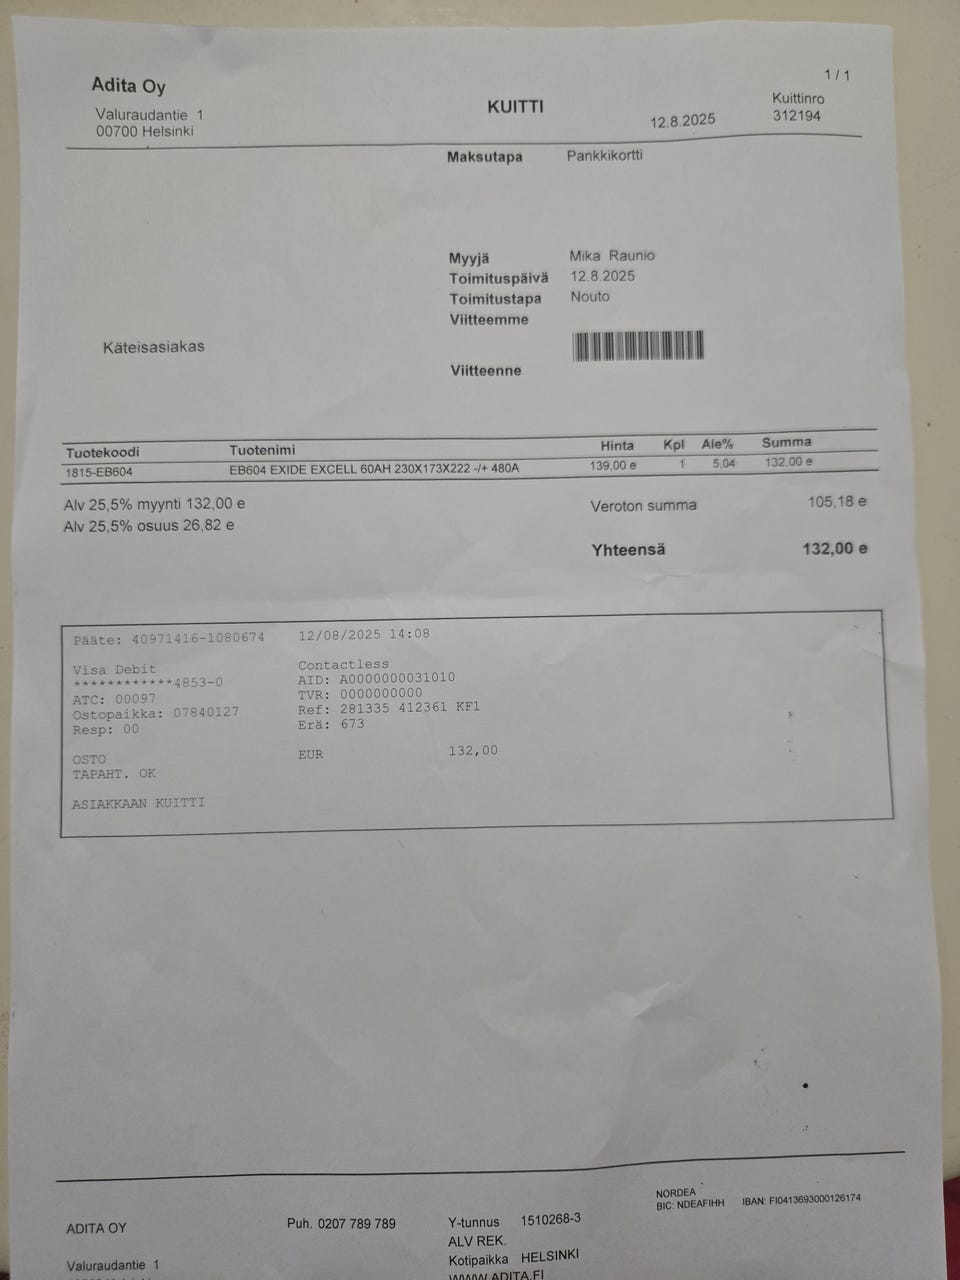 1 / 1
Adita Oy
KUITTI
Kuittinro
Valuraudantie 1
12.8.2025
312194
00700 Helsinki
Maksutapa Pankkikortti
Myyjä Mika Raunio
Toimituspäivä 12.8.2025
Toimitustapa Nouto
Viitteemme
Käteisasiakas
Viitteenne
Tuotekoodi Tuotenimi Hinta Kpl Ale% Summa
1815-EB604 EB604 EXIDE EXCELL 60AH 230X173X222 -/+ 480A 139,00 e 1 5,04 132,00 e
Alv 25,5% myynti 132,00 e Veroton summa 105,18 e
Alv 25,5% osuus 26,82 e
Yhteensä 132,00 e
Pääte: 40971416-1080674 12/08/2025 14:08
Visa Debit Contactless
************4853-0 AID: A0000000031010
ATC: 00097 TVR: 0000000000
Ostopaikka: 07840127 Ref: 281335 412361 KF1
Resp: 00 Erä: 673
OSTO EUR 132,00
TAPAHT. OK
ASIAKKAAN KUITTI
NORDEA
BIC: NDEAFIHH IBAN: FI0413693000126174
ADITA OY Puh. 0207 789 789 Y-tunnus 1510268-3
ALV REK.
Valuraudantie 1 Kotipaikka HELSINKI
WWW.ADITA.FI